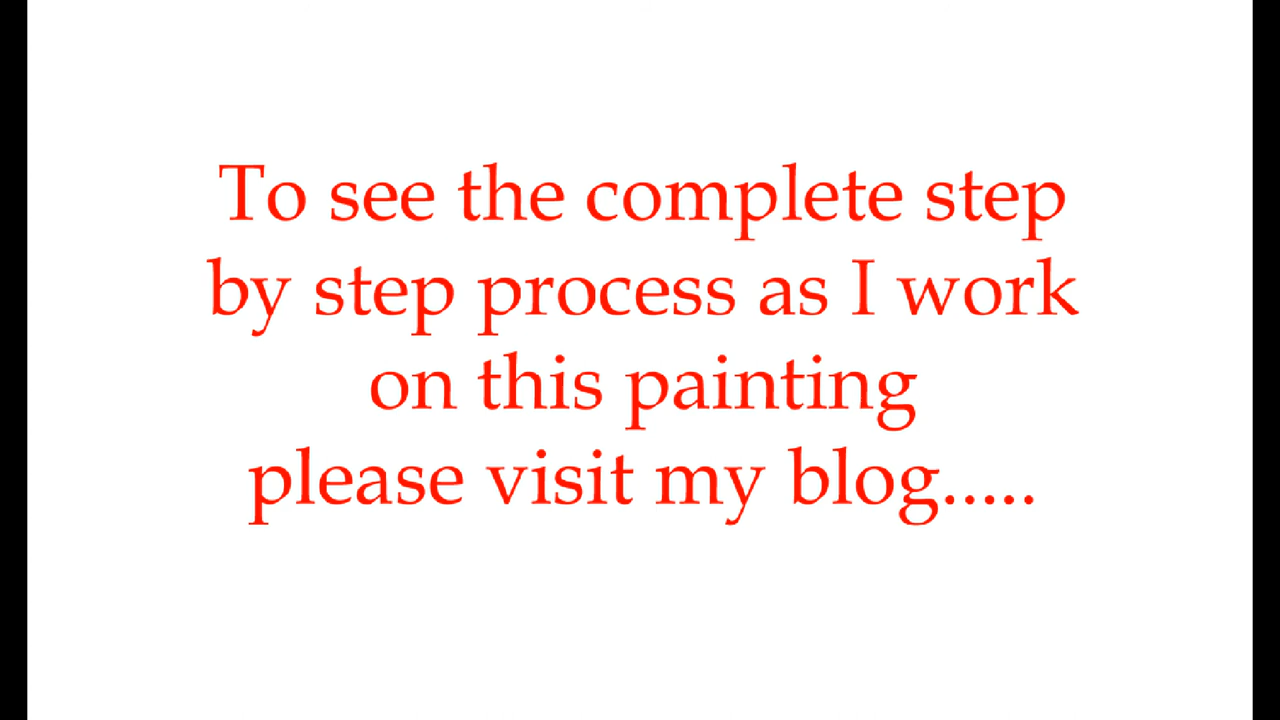 To see the complete step
by step process as I work
on this painting
please visit my blog.....